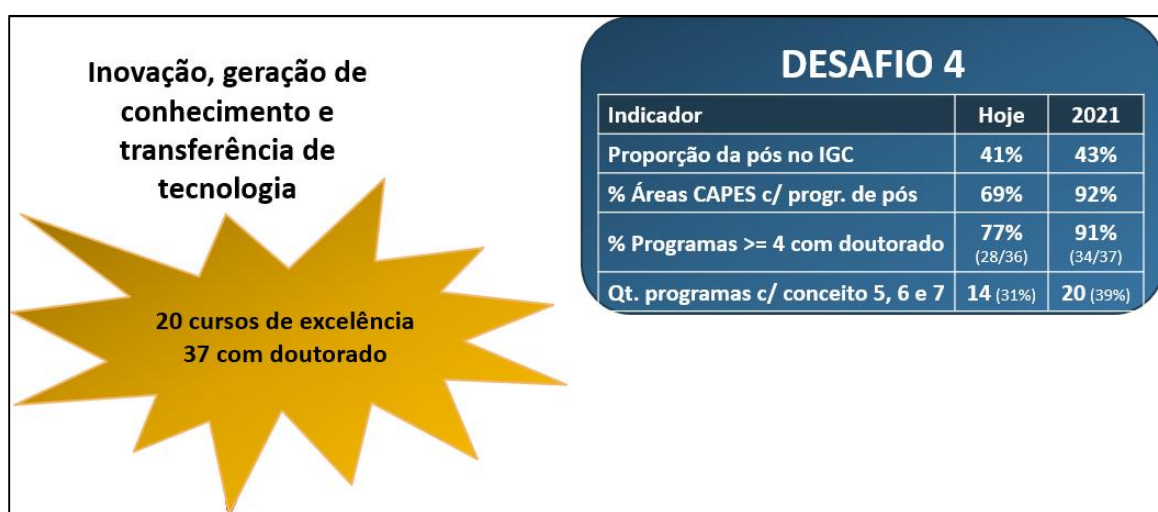 Inovação, geração de
conhecimento e
transferência de
tecnologia
20 cursos de excelência
37 com doutorado
DESAFIO 4
Indicador Hoje 2021
Proporção da pós no IGC 41% 43%
% Áreas CAPES c/ progr. de pós 69% 92%
% Programas >= 4 com doutorado 77% (28/36) 91% (34/37)
Qt. programas c/ conceito 5, 6 e 7 14 (31%) 20 (39%)